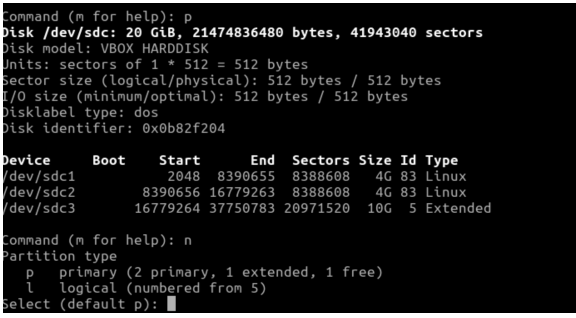 Command (m for help): p
Disk /dev/sdc: 20 GiB, 21474836480 bytes, 41943040 sectors
Disk model: VBOX HARDDISK
Units: sectors of 1 * 512 = 512 bytes
Sector size (logical/physical): 512 bytes / 512 bytes
I/O size (minimum/optimal): 512 bytes / 512 bytes
Disklabel type: dos
Disk identifier: 0x0b82f204
Device Boot Start End Sectors Size Id Type
/dev/sdc1 2048 8390655 8388608 4G 83 Linux
/dev/sdc2 8390656 16779263 8388608 4G 83 Linux
/dev/sdc3 16779264 37750783 20971520 10G 5 Extended
Command (m for help): n
Partition type
p primary (2 primary, 1 extended, 1 free)
l logical (numbered from 5)
Select (default p):